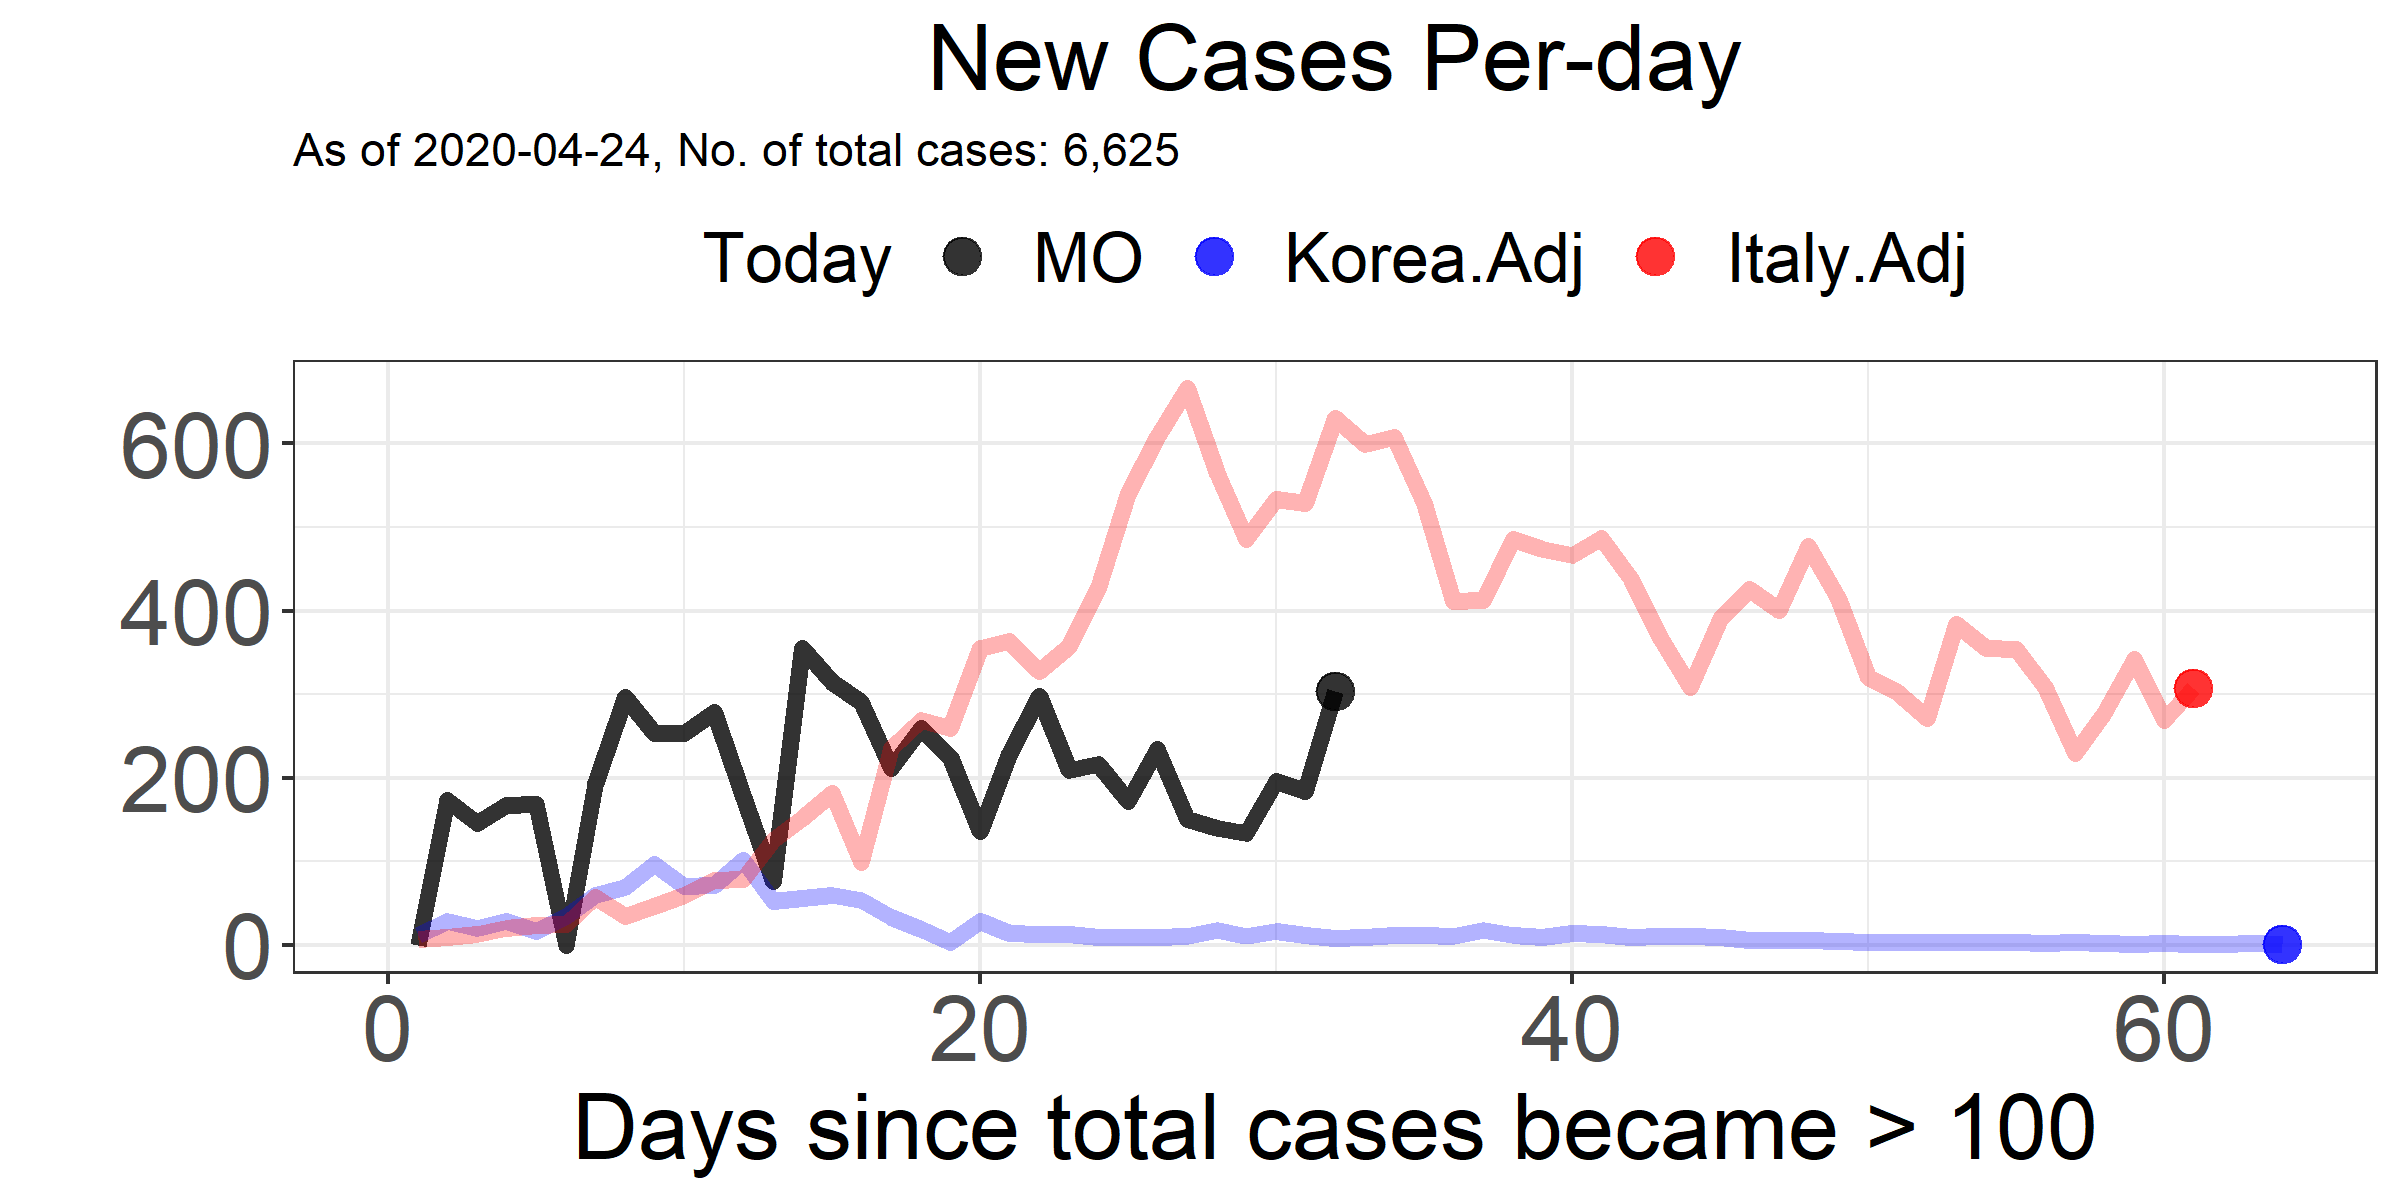 New Cases Per-day
As of 2020-04-24, No. of total cases: 6,625
Today MO Korea.Adj Italy.Adj
600
400
200
0
0 20 40 60
Days since total cases became > 100